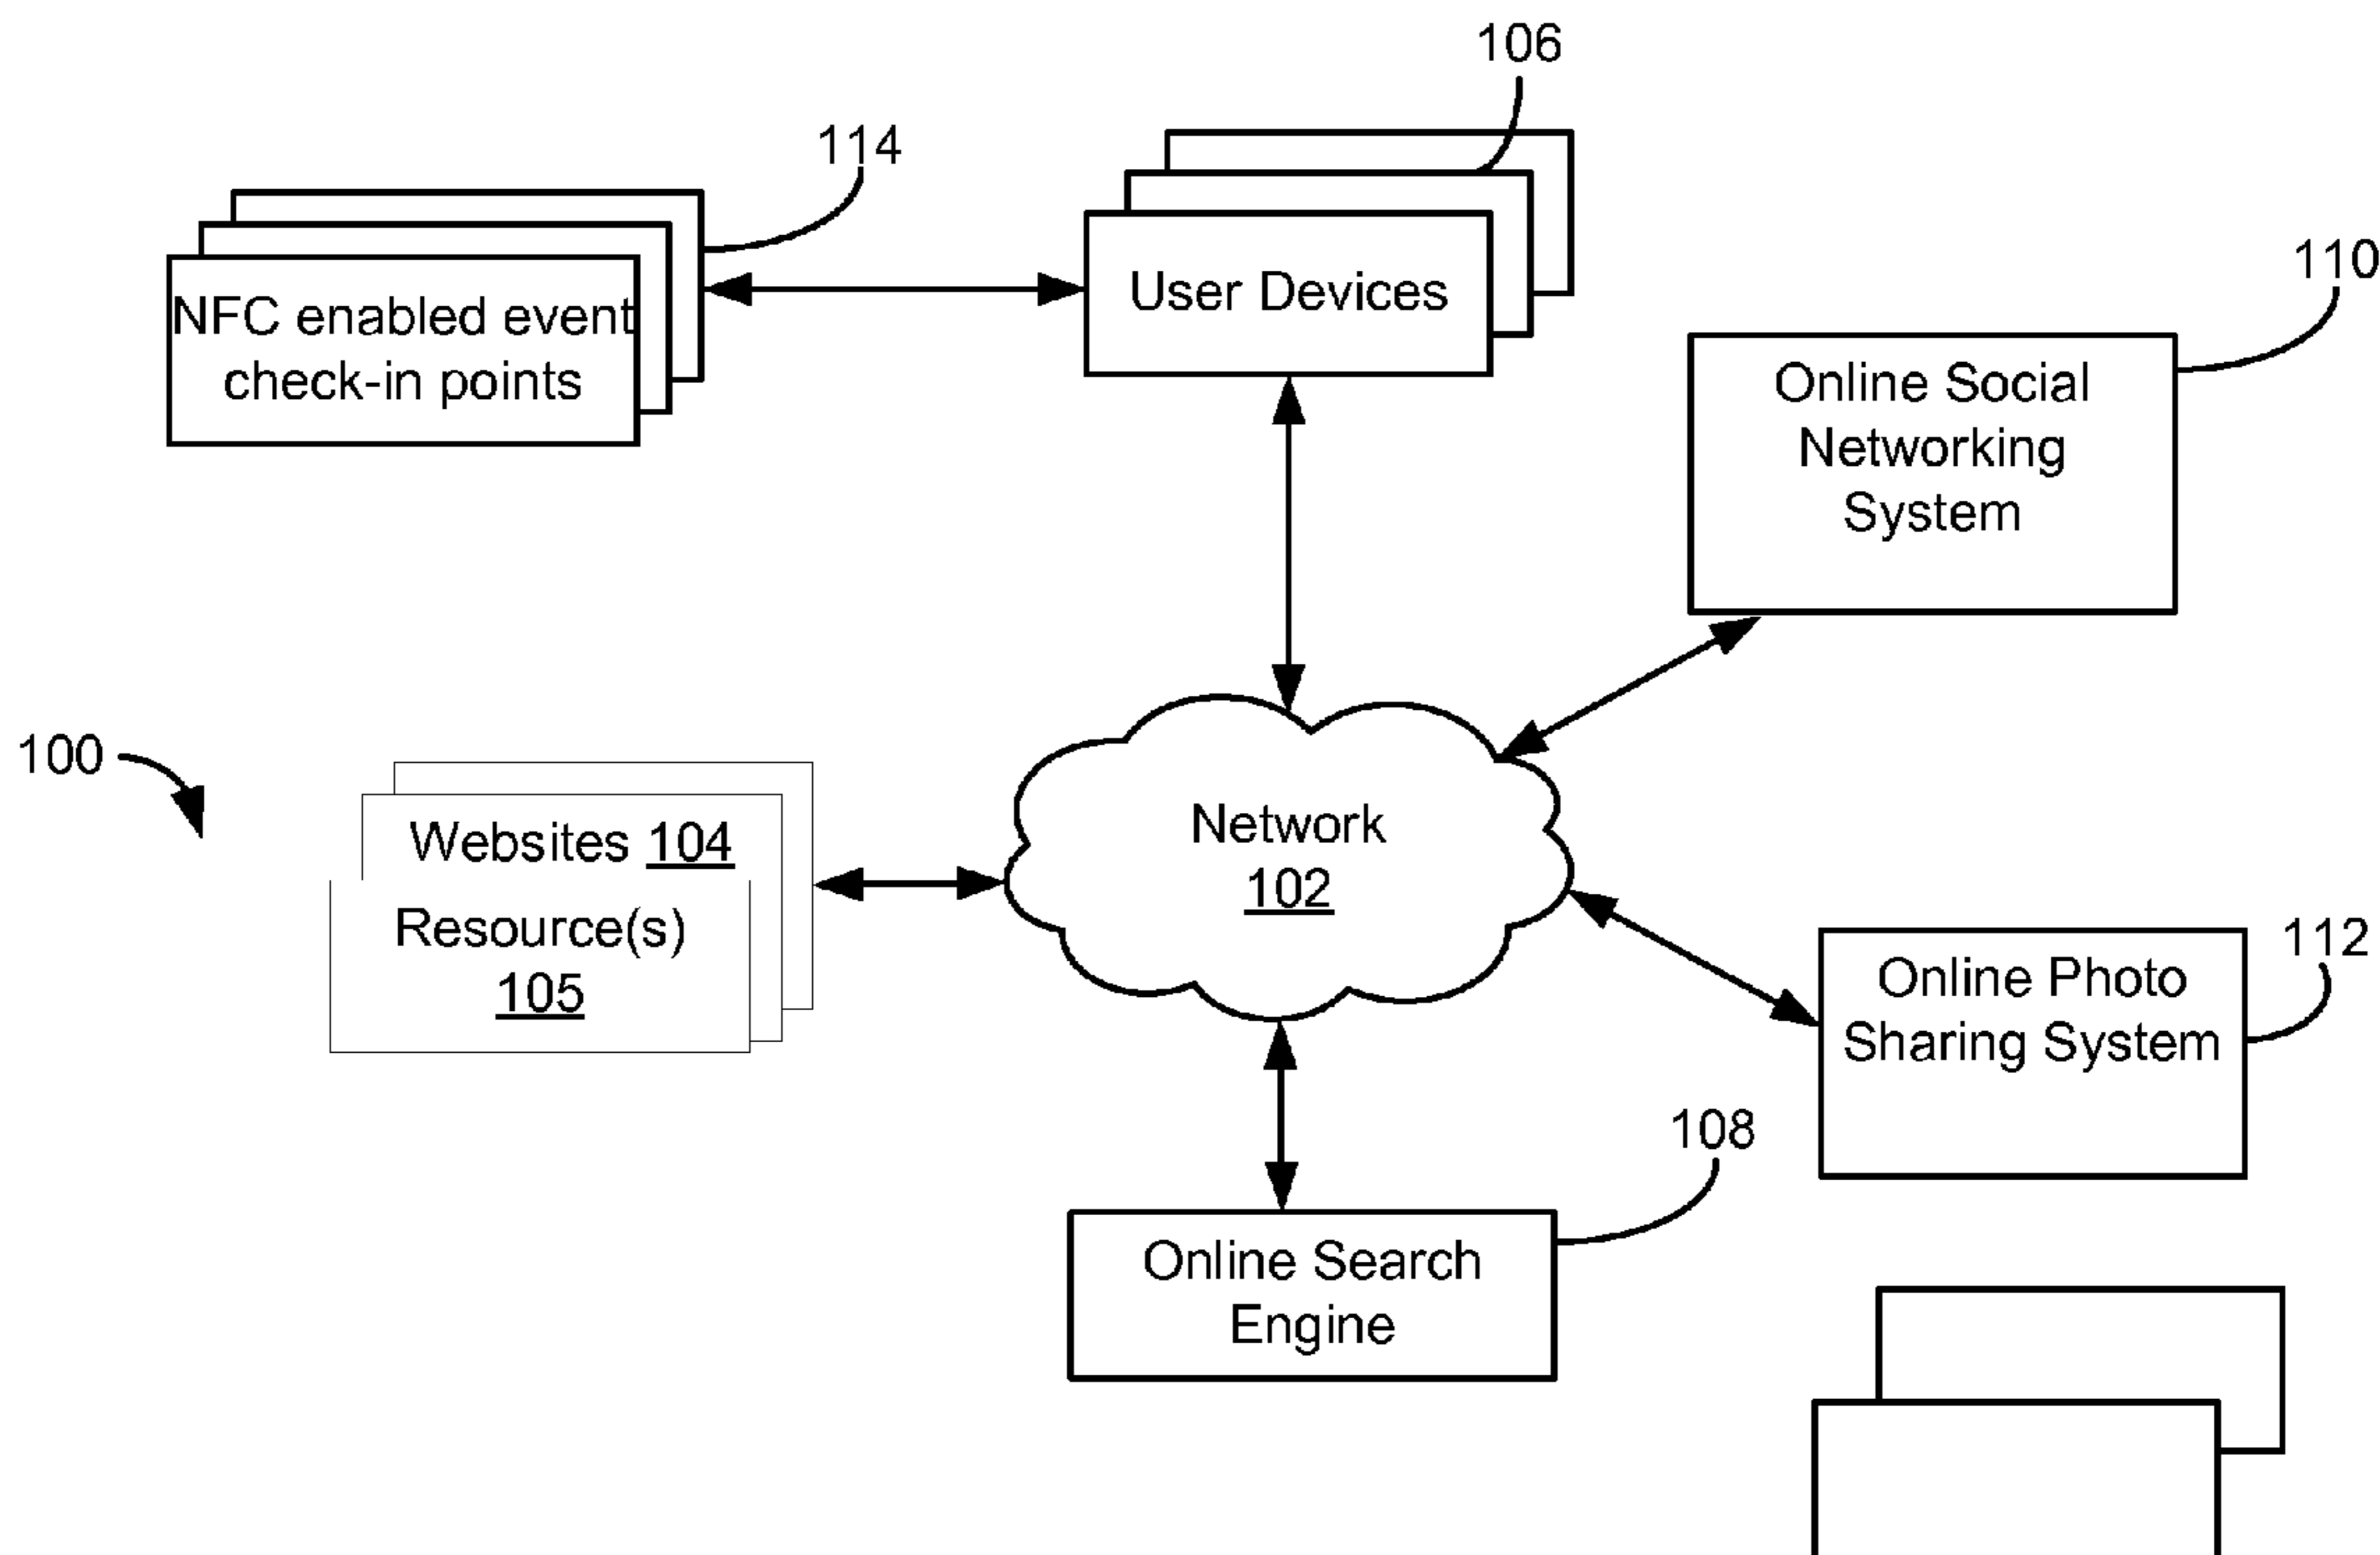 106
114
NFC enabled event
check-in points
User Devices
110
Online Social
Networking
System
100
Websites 104
Resource(s)
105
Network
102
112
Online Photo
Sharing System
108
Online Search
Engine